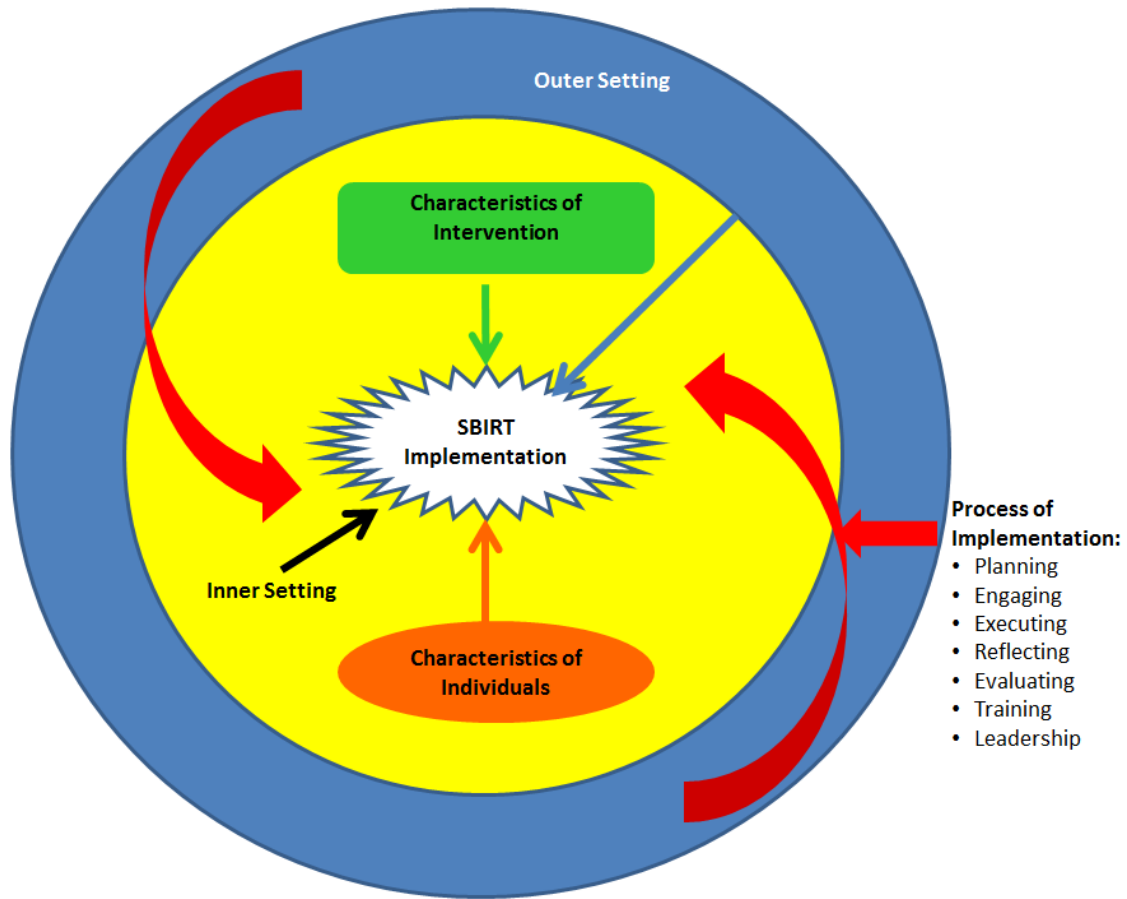 Outer Setting
Characteristics of
Intervention
SBIRT
Implementation
Inner Setting
Characteristics of
Individuals
Process of
Implementation:
• Planning
• Engaging
• Executing
• Reflecting
• Evaluating
• Training
• Leadership